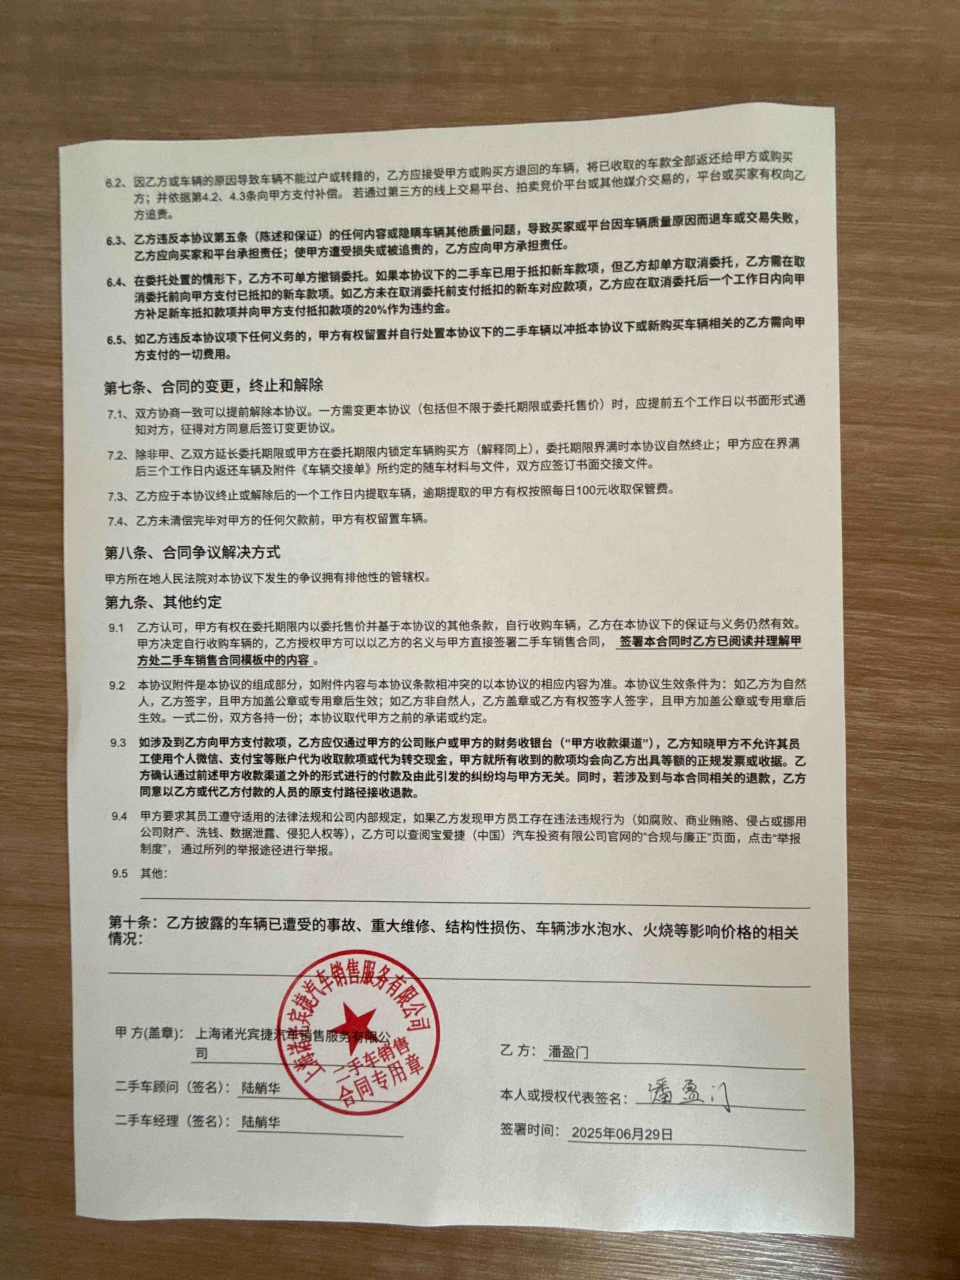 6.2、因乙方或车辆的原因导致车辆不能过户或转籍的，乙方应接受甲方或购买方退回的车辆，将已收取的车款全部返还给甲方或购买
方；并依据第4.2、4.3条向甲方支付补偿。若通过第三方的线上交易平台、拍卖竞价平台或其他媒介交易的，平台或买家有权向乙
方追责。
6.3、乙方违反本协议第五条（陈述和保证）的任何内容或隐瞒车辆其他质量问题，导致买家或平台因车辆质量原因而退车或交易失败，
乙方应向买家和平台承担责任；使甲方遭受损失或被追责的，乙方应向甲方承担责任。
6.4、在委托处置的情形下，乙方不可单方撤销委托。如果本协议下的二手车已用于抵扣新车款项，但乙方却单方取消委托，乙方需在取
消委托前向甲方支付已抵扣的新车款项。如乙方未在取消委托前支付抵扣的新车对应款项，乙方应在取消委托后一个工作日内向甲
方补足新车抵扣款项并向甲方支付抵扣款项的20%作为违约金。
6.5、如乙方违反本协议项下任何义务的，甲方有权留置并自行处置本协议下的二手车辆以冲抵本协议下或新购买车辆相关的乙方需向甲
方支付的一切费用。
第七条、合同的变更，终止和解除
7.1、双方协商一致可以提前解除本协议。一方需变更本协议（包括但不限于委托期限或委托售价）时，应提前五个工作日以书面形式通
知对方，征得对方同意后签订变更协议。
7.2、除非甲、乙双方延长委托期限或甲方在委托期限内锁定车辆购买方（解释同上），委托期限界满时本协议自然终止；甲方应在界满
后三个工作日内返还车辆及附件《车辆交接单》所约定的随车材料与文件，双方应签订书面交接文件。
7.3、乙方应于本协议终止或解除后的一个工作日内提取车辆，逾期提取的甲方有权按照每日100元收取保管费。
7.4、乙方未清偿完毕对甲方的任何欠款前，甲方有权留置车辆。
第八条、合同争议解决方式
甲方所在地人民法院对本协议下发生的争议拥有排他性的管辖权。
第九条、其他约定
9.1 乙方认可，甲方有权在委托期限内以委托售价并基于本协议的其他条款，自行收购车辆，乙方在本协议下的保证与义务仍然有效。
甲方决定自行收购车辆的，乙方授权甲方可以以乙方的名义与甲方直接签署二手车销售合同，签署本合同时乙方已阅读并理解甲
方处二手车销售合同模板中的内容。
9.2 本协议附件是本协议的组成部分，如附件内容与本协议条款相冲突的以本协议的相应内容为准。本协议生效条件为：如乙方为自然
人，乙方签字，且甲方加盖公章或专用章后生效；如乙方非自然人，乙方盖章或乙方有权签字人签字，且甲方加盖公章或专用章后
生效。一式二份，双方各持一份；本协议取代甲方之前的承诺或约定。
9.3 如涉及到乙方向甲方支付款项，乙方应仅通过甲方的公司账户或甲方的财务收银台（“甲方收款渠道”），乙方知晓甲方不允许其员
工使用个人微信、支付宝等账户代为收取款项或代为转交现金，甲方就所有收到的款项均会向乙方出具等额的正规发票或收据。乙
方确认通过前述甲方收款渠道之外的形式进行的付款及由此引发的纠纷均与甲方无关。同时，若涉及到与本合同相关的退款，乙方
同意以乙方或代乙方付款的人员的原支付路径接收退款。
9.4 甲方要求其员工遵守适用的法律法规和公司内部规定，如果乙方发现甲方员工存在违法违规行为（如腐败、商业贿赂、侵占或挪用
公司财产、洗钱、数据泄露、侵犯人权等），乙方可以查阅宝爱捷（中国）汽车投资有限公司官网的“合规与廉正”页面，点击“举报
制度”，通过所列的举报途径进行举报。
9.5 其他：
第十条：乙方披露的车辆已遭受的事故、重大维修、结构性损伤、车辆涉水泡水、火烧等影响价格的相关
情况：
甲 方(盖章)： 上海诸光宾捷汽车销售服务有限公
司
二手车顾问（签名）： 陆艄华
二手车经理（签名）： 陆艄华
上海诸光宾捷汽车销售服务有限公司
二手车销售
合同专用章
乙 方： 潘盈门
本人或授权代表签名： 潘盈门
签署时间： 2025年06月29日